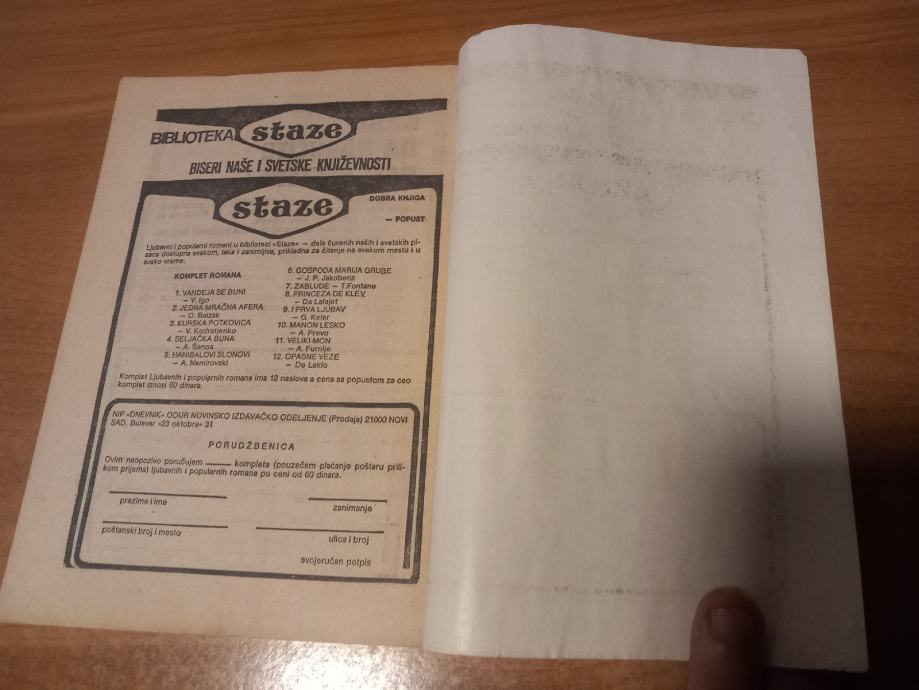 BIBLIOTEKA staze
BISERI NAŠE I SVETSKE KNJIŽEVNOSTI
staze
DOBRA KNJIGA
— POPUST
Ljubavni i popularni romani u biblioteci »Staze« — dela čuvenih naših i svetskih pi-
saca dostupna svakom, laka i zanimljiva, prikladna za čitanje na svakom mestu i u
svako vreme.
KOMPLET ROMANA
1. VANDEJA SE BUNI
— V. Igo
2. JEDNA MRAČNA AFERA
— O. Balzak
3. KURSKA POTKOVICA
— V. Kodratjenko
4. SELJAČKA BUNA
— A. Šenoa
5. HANIBALOVI SLONOVI
— A. Nemirovski
6. GOSPOĐA MARIJA GRUBE
— J. P. Jakobenz
7. ZABLUDE — T.Fontane
8. PRINCEZA DE KLEV
— De Lafajet
9. I PRVA LJUBAV
— G. Keler
10. MANON LESKO
— A. Prevo
11. VELIKI MON
— A. Furnije
12. OPASNE VEZE
— De Laklo
Komplet Ljubavnih i popularnih romana ima 12 naslova a cena sa popustom za ceo
komplet iznosi 60 dinara.
NIP »DNEVNIK« OOUR NOVINSKO IZDAVAČKO ODELJENJE (Prodaja) 21000 NOVI
SAD, Bulevar »23 oktobra« 31
PORUDŽBENICA
Ovim neopozivo poručujem ______ kompleta (pouzećem plaćanje poštaru prili-
kom prijema) ljubavnih i popularnih romana po ceni od 60 dinara.
prezime i ime
zanimanje
poštanski broj i mesto
ulica i broj
svojeručan potpis